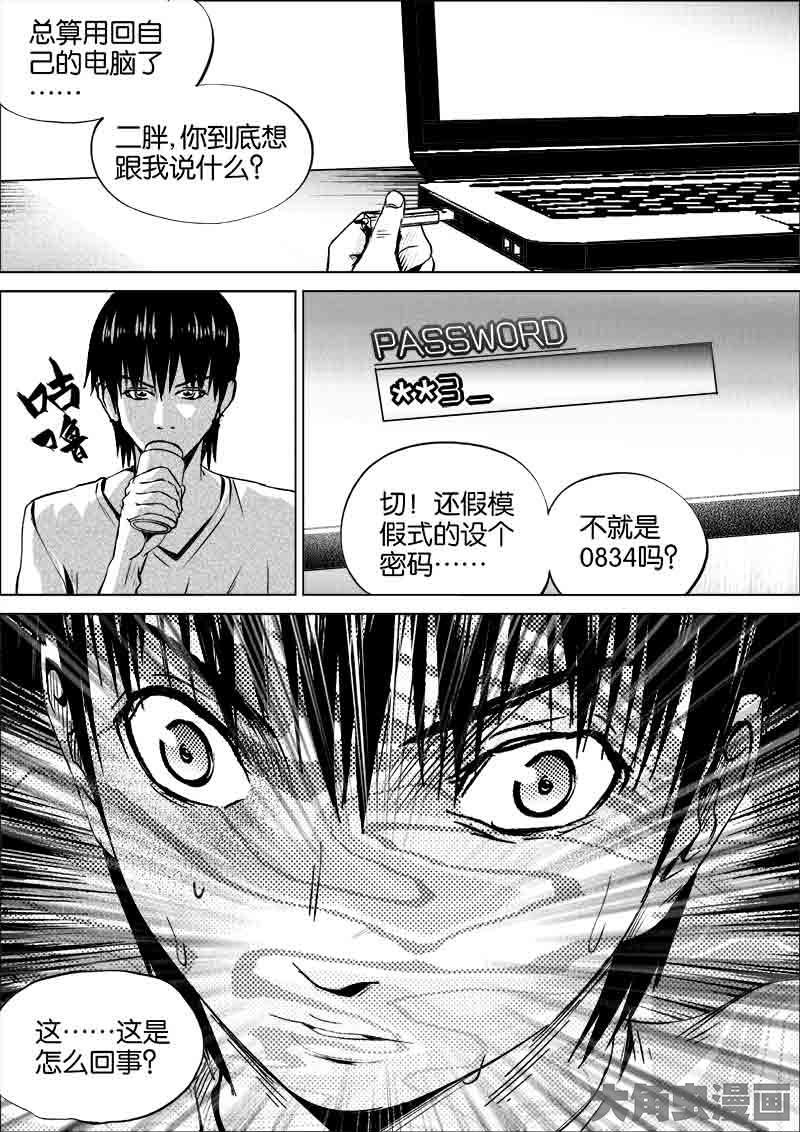 总算用回自
己的电脑了
……
二胖,你到底想
跟我说什么?
咕
噜
PASSWORD
**3_
切！还假模
假式的设个
密码……
不就是
0834吗?
这……这是
怎么回事?
大角虫漫画